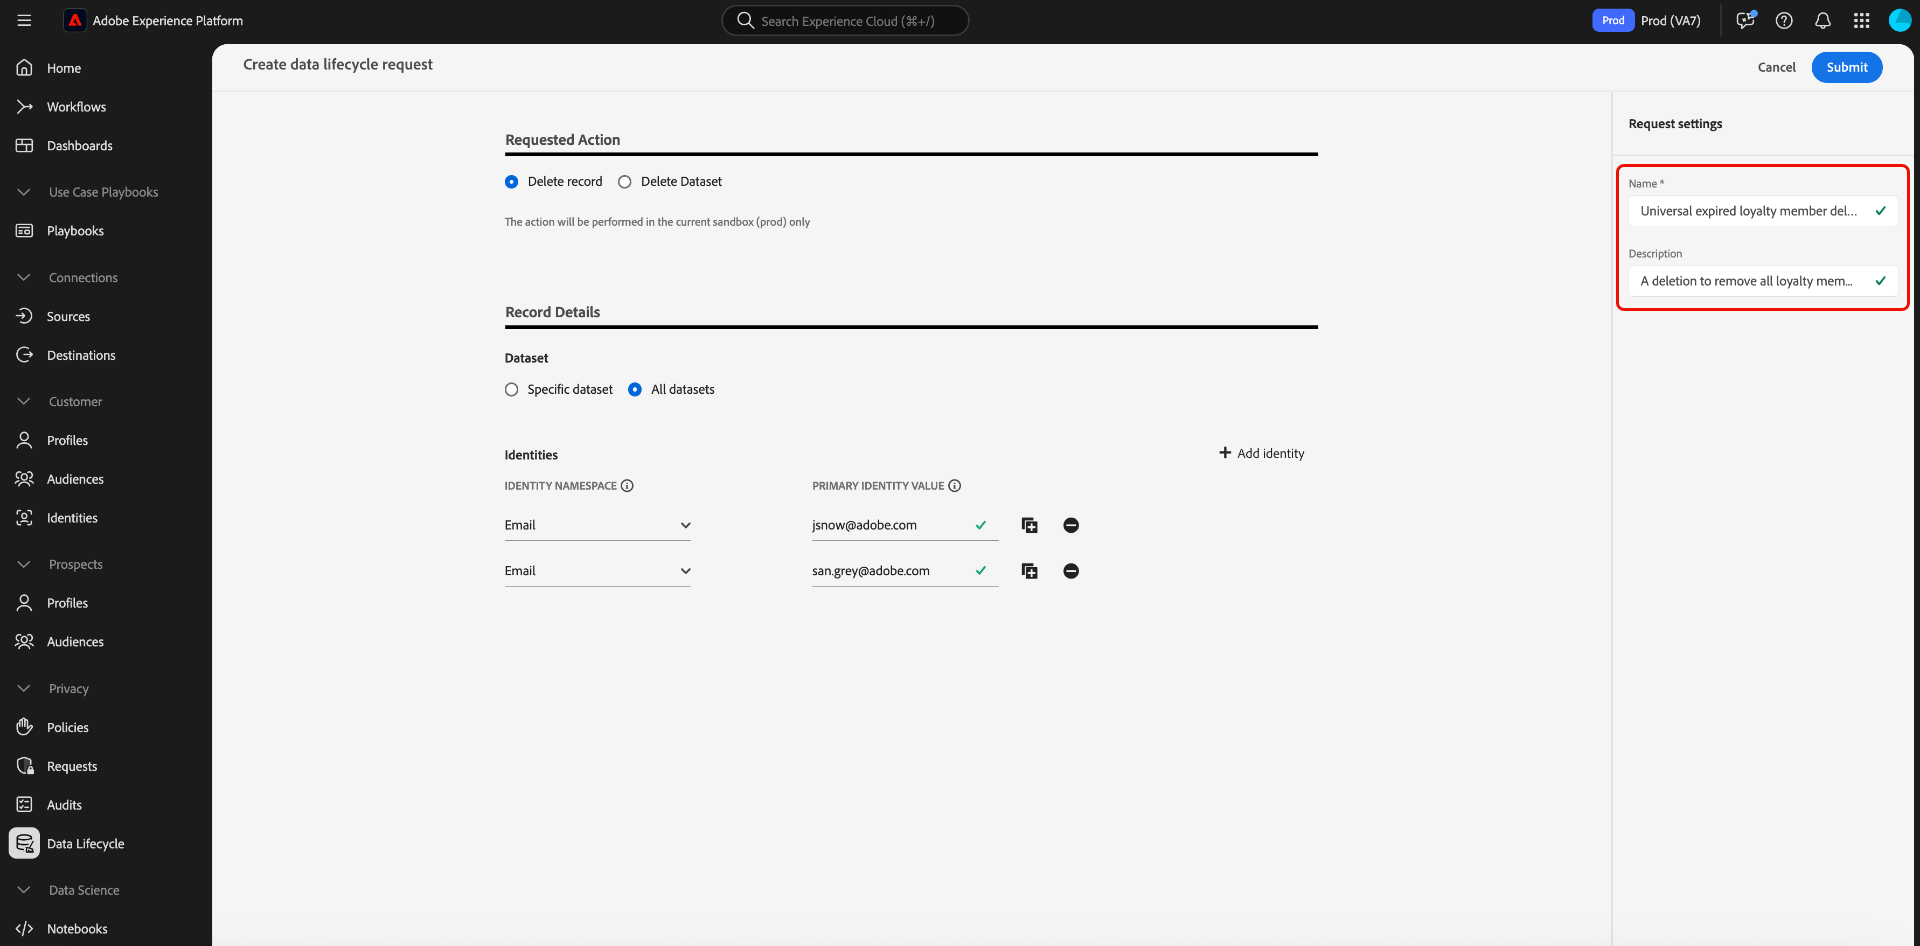 Adobe Experience Platform
Search Experience Cloud (⌘+/)
Prod
Prod (VA7)
Home
Workflows
Dashboards
Use Case Playbooks
Playbooks
Connections
Sources
Destinations
Customer
Profiles
Audiences
Identities
Prospects
Profiles
Audiences
Privacy
Policies
Requests
Audits
Data Lifecycle
Data Science
Notebooks
Create data lifecycle request
Cancel
Submit
Requested Action
Delete record
Delete Dataset
The action will be performed in the current sandbox (prod) only
Record Details
Dataset
Specific dataset
All datasets
Identities
Add identity
IDENTITY NAMESPACE
PRIMARY IDENTITY VALUE
Email
jsnow@adobe.com
Email
san.grey@adobe.com
Request settings
Name *
Universal expired loyalty member del...
Description
A deletion to remove all loyalty mem...